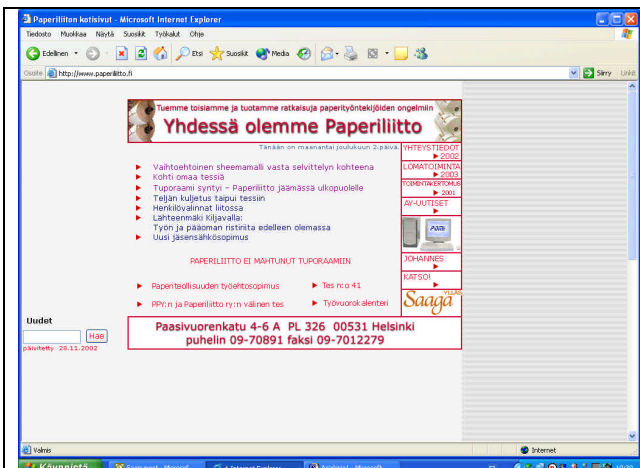 Paperiliiton kotisivut - Microsoft Internet Explorer
Tiedosto Muokkaa Näytä Suosikit Työkalut Ohje
Edellinen Etsi Suosikit Media
Osoite http://www.paperiliitto.fi Siirry
Tuemme toisiamme ja tuotamme ratkaisuja paperityöntekijöiden ongelmiin
Yhdessä olemme Paperiliitto
Tänään on maanantai joulukuun 2.päivä.
Vaihtoehtoinen sheemamalli vasta selvittelyn kohteena
Kohti omaa tessiä
Tuporaami syntyi - Paperiliitto jäämässä ulkopuolelle
Teljän kuljetus taipui tessiin
Henkilövalinnat liitossa
Lähteenmäki Kiljavalla:
Työn ja pääoman ristiriita edelleen olemassa
Uusi jäsensähkösopimus
PAPERILIITTO EI MAHTUNUT TUPORAAMIIN
Paperiteollisuuden työehtosopimus
Tes n:o 41
PPY:n ja Paperiliitto ry:n välinen tes
Työvuorokalenteri
YHTEYSTIEDOT
2002
LOMATOIMINTA
2003
TOIMINTAKERTOMUS
2001
AY-UUTISET
JOHANNES
KATSO!
YLLÄS
Saaga
Uudet
Hae
päivitetty 28.11.2002
Paasivuorenkatu 4-6 A PL 326 00531 Helsinki
puhelin 09-70891 faksi 09-7012279
Valmis
Internet
Käynnistä